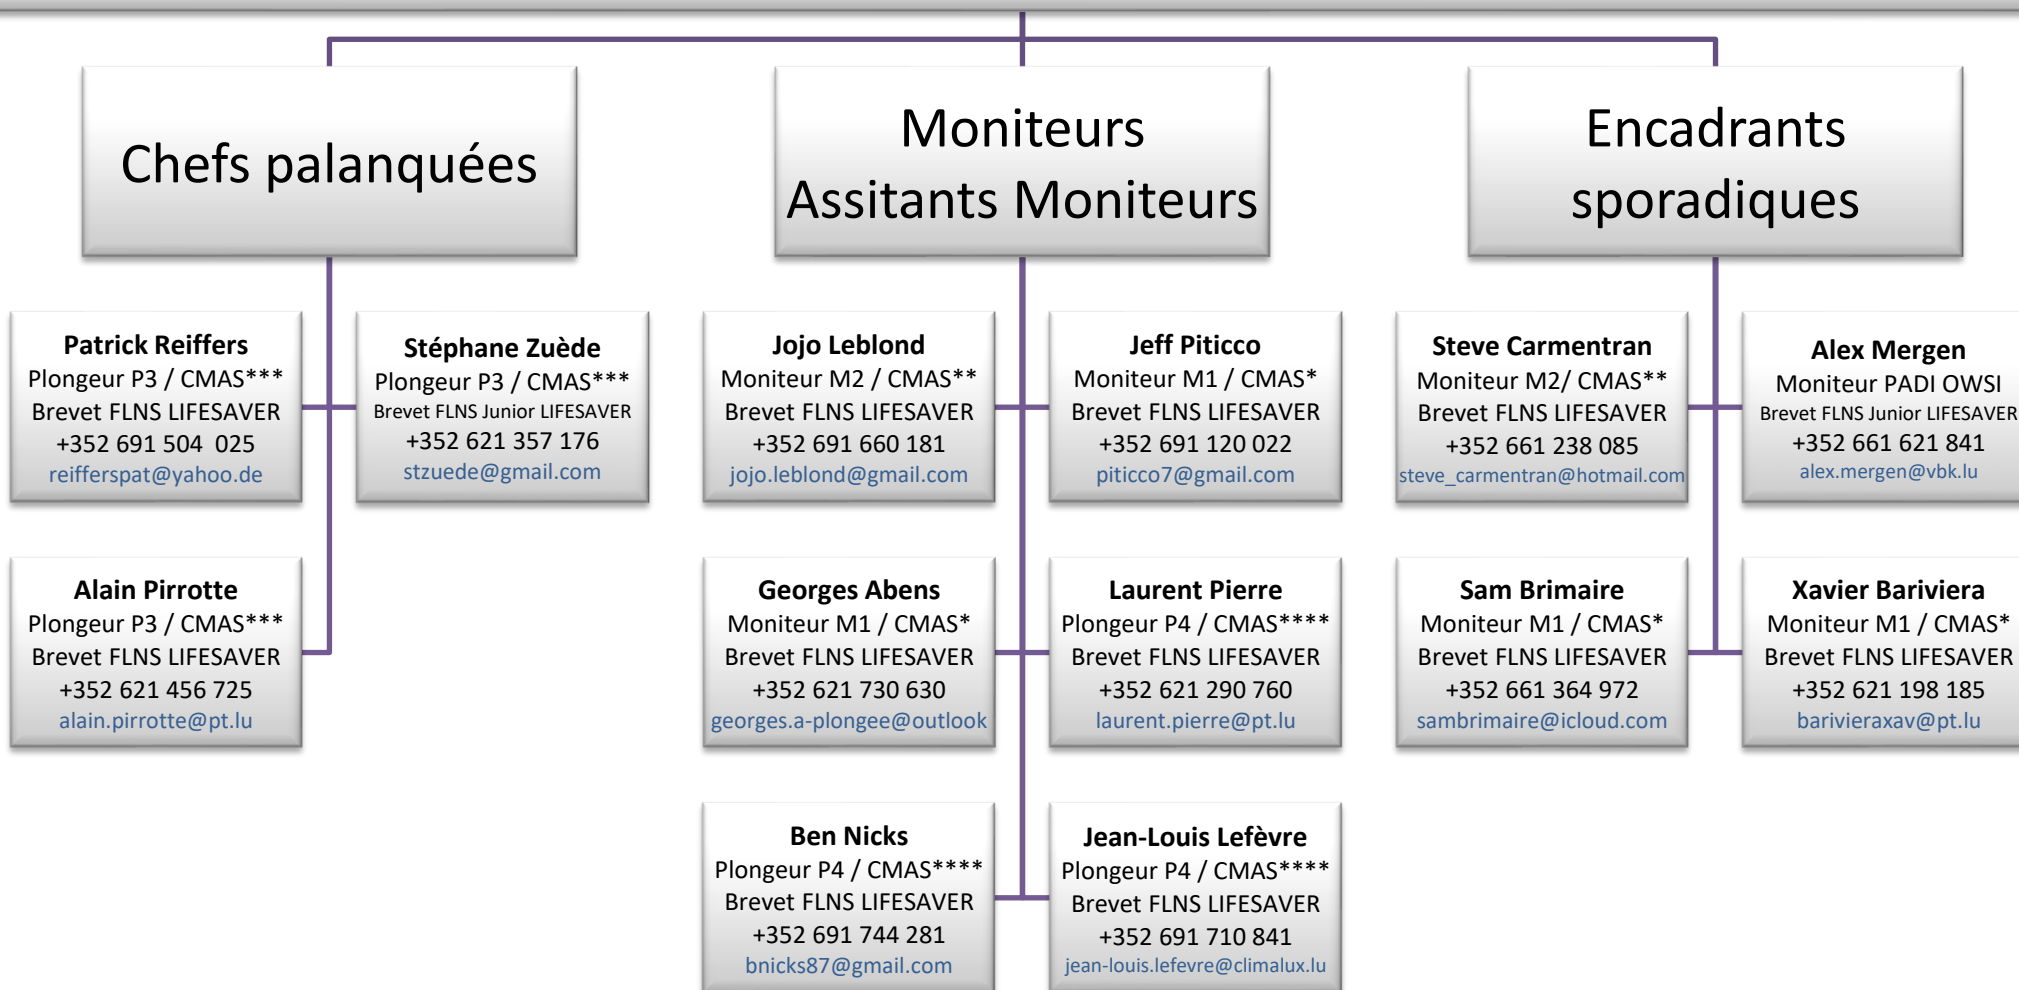 Chefs palanquées
Moniteurs
Assitants Moniteurs
Encadrants
sporadiques
Patrick Reiffers
Plongeur P3 / CMAS***
Brevet FLNS LIFESAVER
+352 691 504  025
reifferspat@yahoo.de
Stéphane Zuède
Plongeur P3 / CMAS***
Brevet FLNS Junior LIFESAVER
+352 621 357 176
stzuede@gmail.com
Alain Pirrotte
Plongeur P3 / CMAS***
Brevet FLNS LIFESAVER
+352 621 456 725
alain.pirrotte@pt.lu
Jojo Leblond
Moniteur M2 / CMAS**
Brevet FLNS LIFESAVER
+352 691 660 181
jojo.leblond@gmail.com
Jeff Piticco
Moniteur M1 / CMAS*
Brevet FLNS LIFESAVER
+352 691 120 022
piticco7@gmail.com
Georges Abens
Moniteur M1 / CMAS*
Brevet FLNS LIFESAVER
+352 621 730 630
georges.a-plongee@outlook
Laurent Pierre
Plongeur P4 / CMAS****
Brevet FLNS LIFESAVER
+352 621 290 760
laurent.pierre@pt.lu
Ben Nicks
Plongeur P4 / CMAS****
Brevet FLNS LIFESAVER
+352 691 744 281
bnicks87@gmail.com
Jean-Louis Lefèvre
Plongeur P4 / CMAS****
Brevet FLNS LIFESAVER
+352 691 710 841
jean-louis.lefevre@climalux.lu
Steve Carmentran
Moniteur M2/ CMAS**
Brevet FLNS LIFESAVER
+352 661 238 085
steve_carmentran@hotmail.com
Alex Mergen
Moniteur PADI OWSI
Brevet FLNS Junior LIFESAVER
+352 661 621 841
alex.mergen@vbk.lu
Sam Brimaire
Moniteur M1 / CMAS*
Brevet FLNS LIFESAVER
+352 661 364 972
sambrimaire@icloud.com
Xavier Bariviera
Moniteur M1 / CMAS*
Brevet FLNS LIFESAVER
+352 621 198 185
barivieraxav@pt.lu